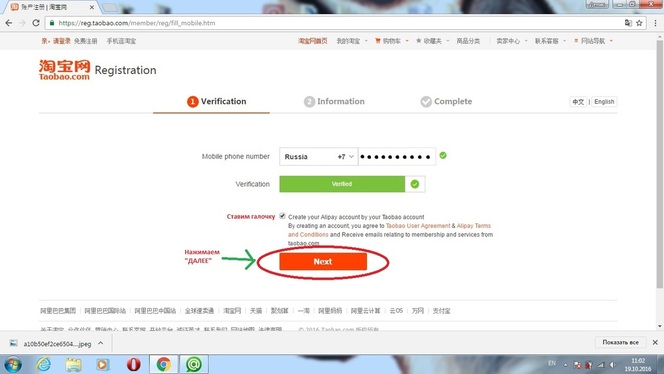 账户注册 | 淘宝网
https://reg.taobao.com/member/reg/fill_mobile.htm
亲，请登录 免费注册 手机逛淘宝 淘宝网首页 我的淘宝 购物车 收藏夹 商品分类 卖家中心 联系客服 网站导航
淘宝网
Taobao.com Registration
1 Verification 2 Information Complete 中文 | English
Mobile phone number Russia +7
Verification Verified
Ставим галочку Create your Alipay account by your Taobao account
By creating an account, you agree to Taobao User Agreement & Alipay Terms
and Conditions and Receive emails relating to membership and services from
taobao.com
Нажимаем
"ДАЛЕЕ"
Next
阿里巴巴集团 | 阿里巴巴国际站 | 阿里巴巴中国站 | 全球速卖通 | 淘宝网 | 天猫 | 聚划算 | 一淘 | 阿里妈妈 | 阿里云计算 | 云OS | 万网 | 支付宝
© 2016 Taobao.com
a10b50ef2ce6504....jpeg Показать все
EN 11:02
19.10.2016